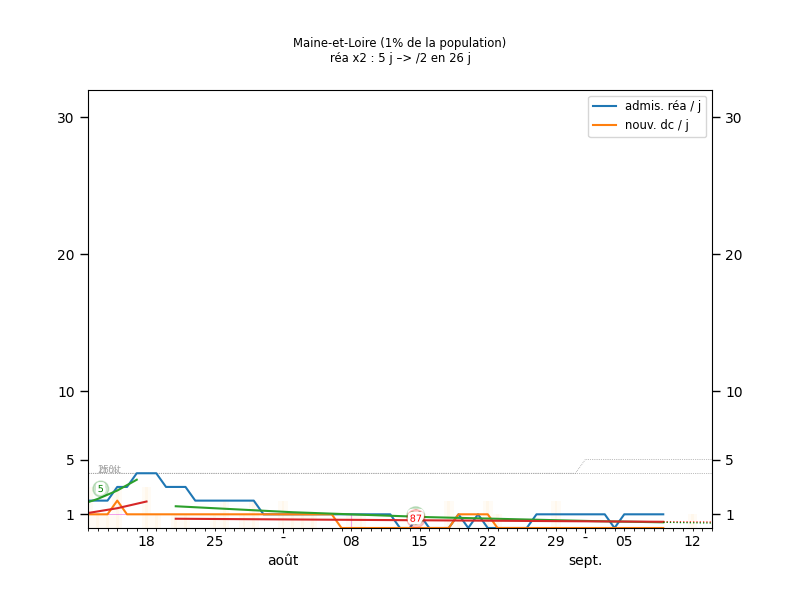 Maine-et-Loire (1% de la population)
réa x2 : 5 j –> /2 en 26 j
admis. réa / j
nouv. dc / j
30 30
20 20
10 10
5 5
1 1
5
87
18 25 - 08 15 22 29 - 05 12
août sept.